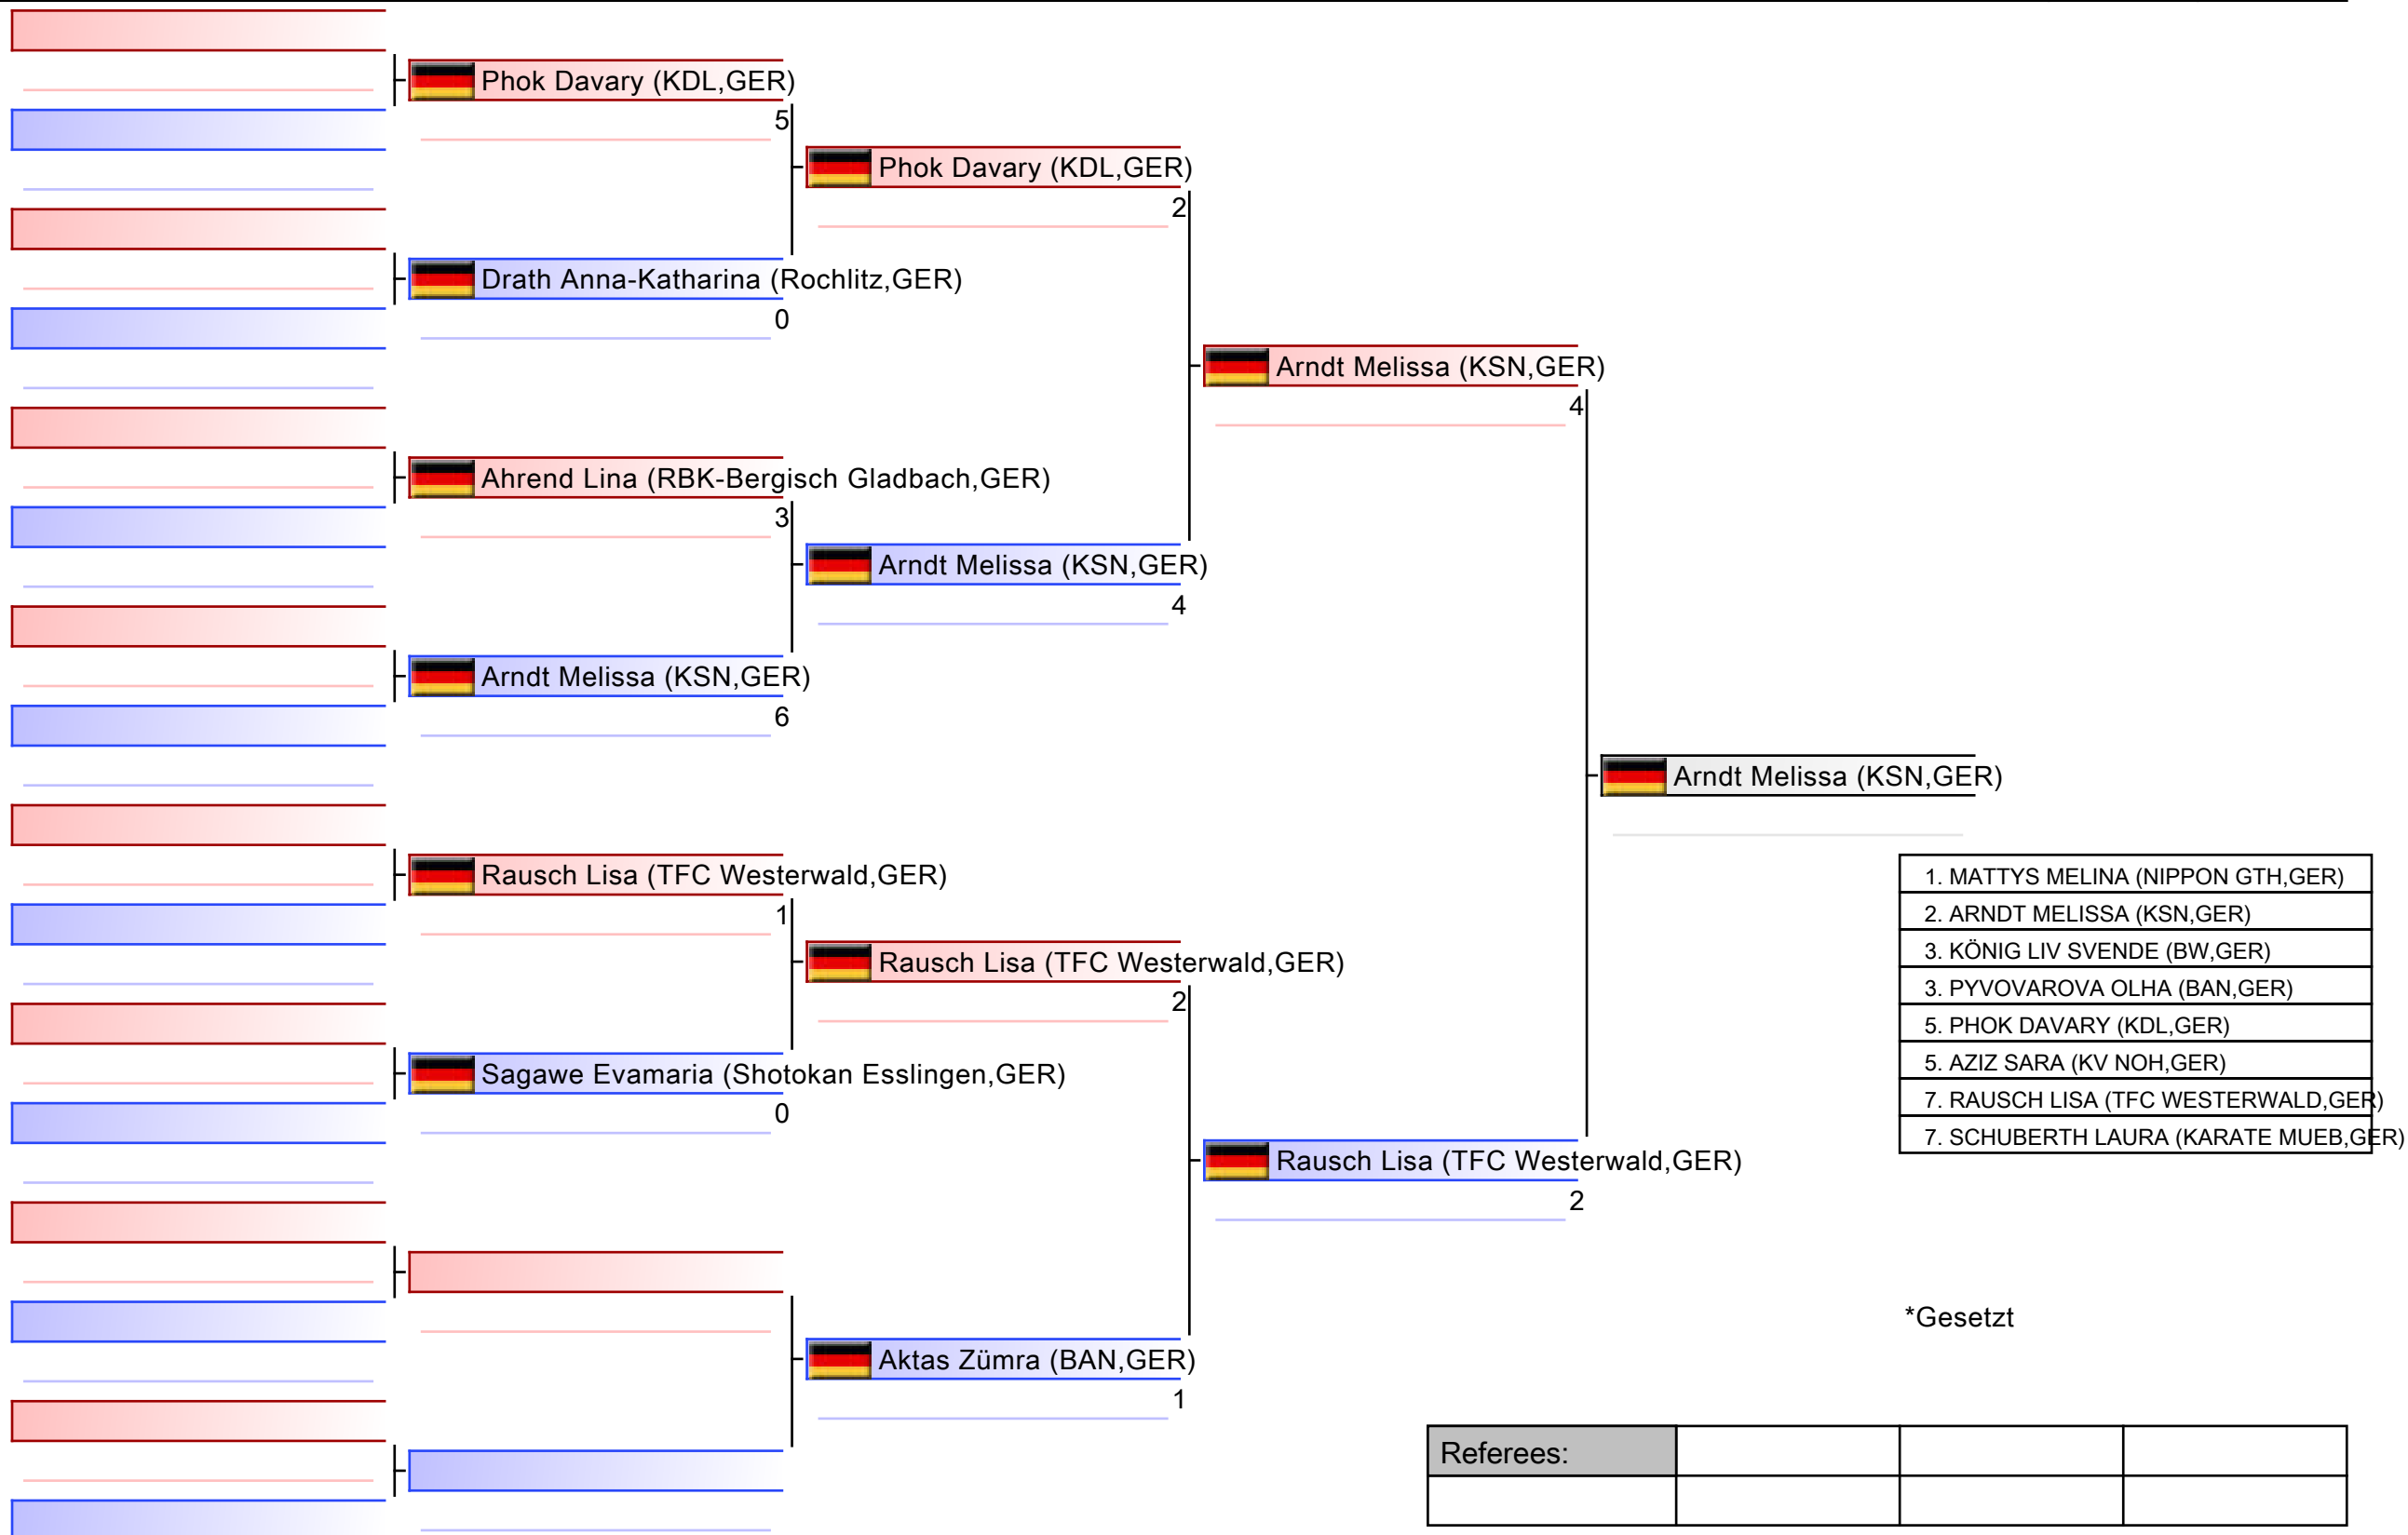 Phok Davary (KDL,GER)
5
Phok Davary (KDL,GER)
2
Drath Anna-Katharina (Rochlitz,GER)
0
Arndt Melissa (KSN,GER)
4
Ahrend Lina (RBK-Bergisch Gladbach,GER)
3
Arndt Melissa (KSN,GER)
4
Arndt Melissa (KSN,GER)
6
Arndt Melissa (KSN,GER)
Rausch Lisa (TFC Westerwald,GER)
1
Rausch Lisa (TFC Westerwald,GER)
2
Sagawe Evamaria (Shotokan Esslingen,GER)
0
Rausch Lisa (TFC Westerwald,GER)
2
Aktas Zümra (BAN,GER)
1
1. MATTYS MELINA (NIPPON GTH,GER)
2. ARNDT MELISSA (KSN,GER)
3. KÖNIG LIV SVENDE (BW,GER)
3. PYVOVAROVA OLHA (BAN,GER)
5. PHOK DAVARY (KDL,GER)
5. AZIZ SARA (KV NOH,GER)
7. RAUSCH LISA (TFC WESTERWALD,GER)
7. SCHUBERTH LAURA (KARATE MUEB,GER)
*Gesetzt
Referees: